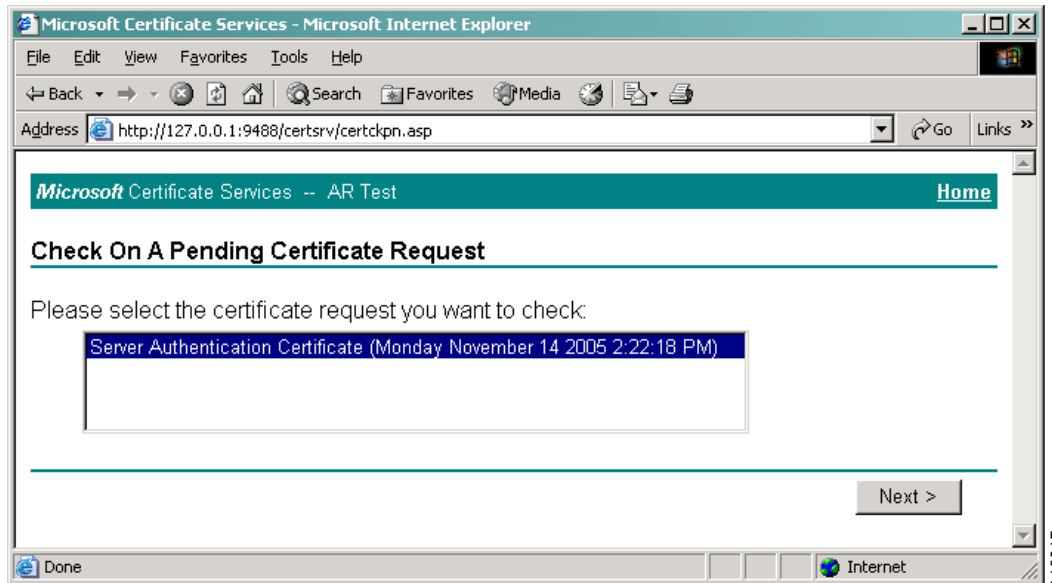 Microsoft Certificate Services - Microsoft Internet Explorer
File Edit View Favorites Tools Help
Back Search Favorites Media
Address http://127.0.0.1:9488/certsrv/certckpn.asp Go Links »
Microsoft Certificate Services -- AR Test Home
Check On A Pending Certificate Request
Please select the certificate request you want to check:
Server Authentication Certificate (Monday November 14 2005 2:22:18 PM)
Next >
Done Internet